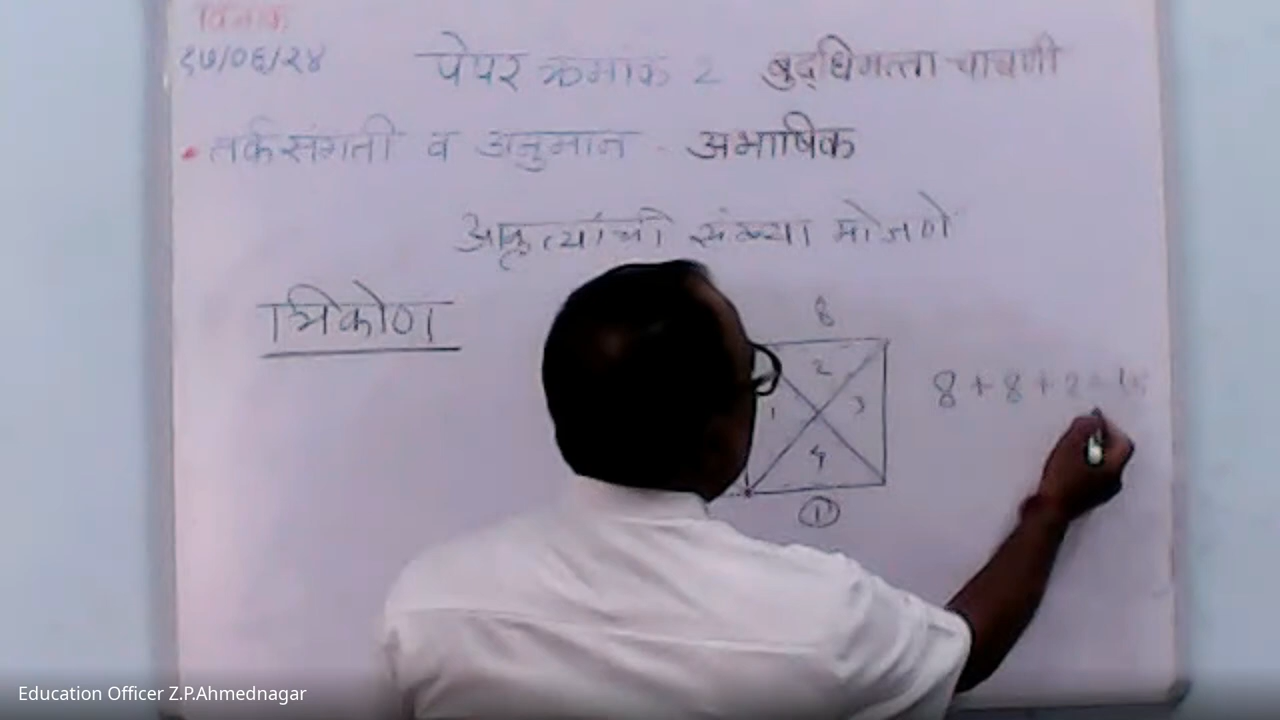 दिनांक
१७/०६/२४
पेपर क्रमांक 2 बुद्धिमत्ता चाचणी
• तर्कसंगती व अनुमान - अभाषिक
आकृत्यांची संख्या मोजणे
त्रिकोण
8
2
1 3
4
1
8 + 8 + 2 =
Education Officer Z.P.Ahmednagar